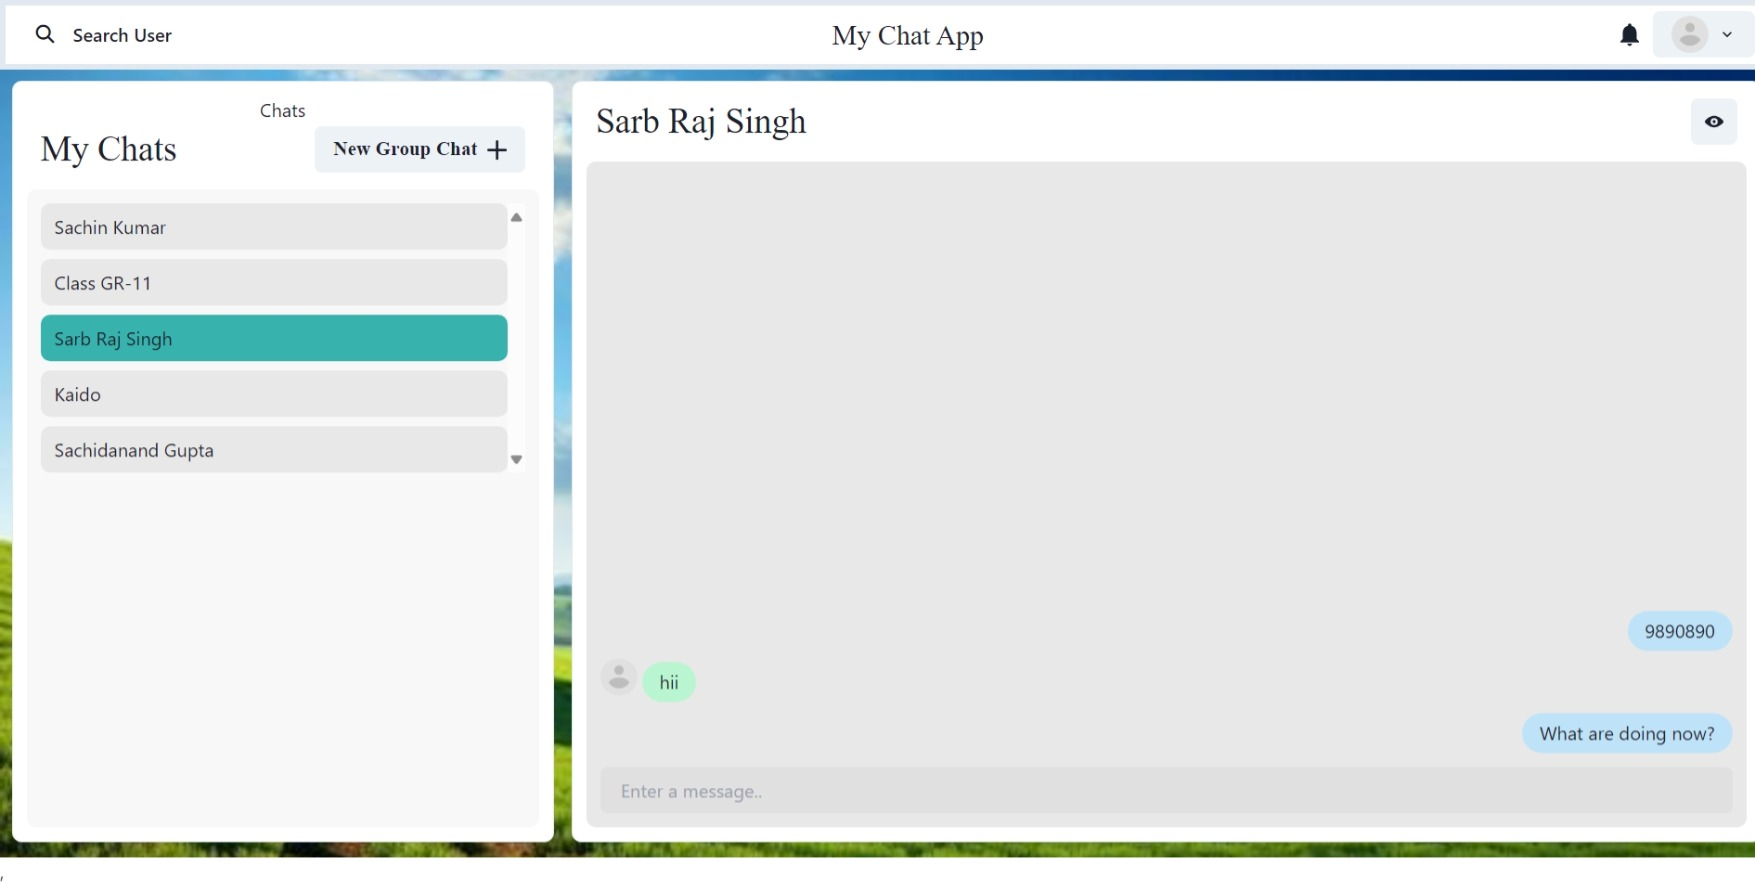 Search User
My Chat App
Chats
My Chats
New Group Chat
Sachin Kumar
Class GR-11
Sarb Raj Singh
Kaido
Sachidanand Gupta
Sarb Raj Singh
9890890
hii
What are doing now?
Enter a message..
,